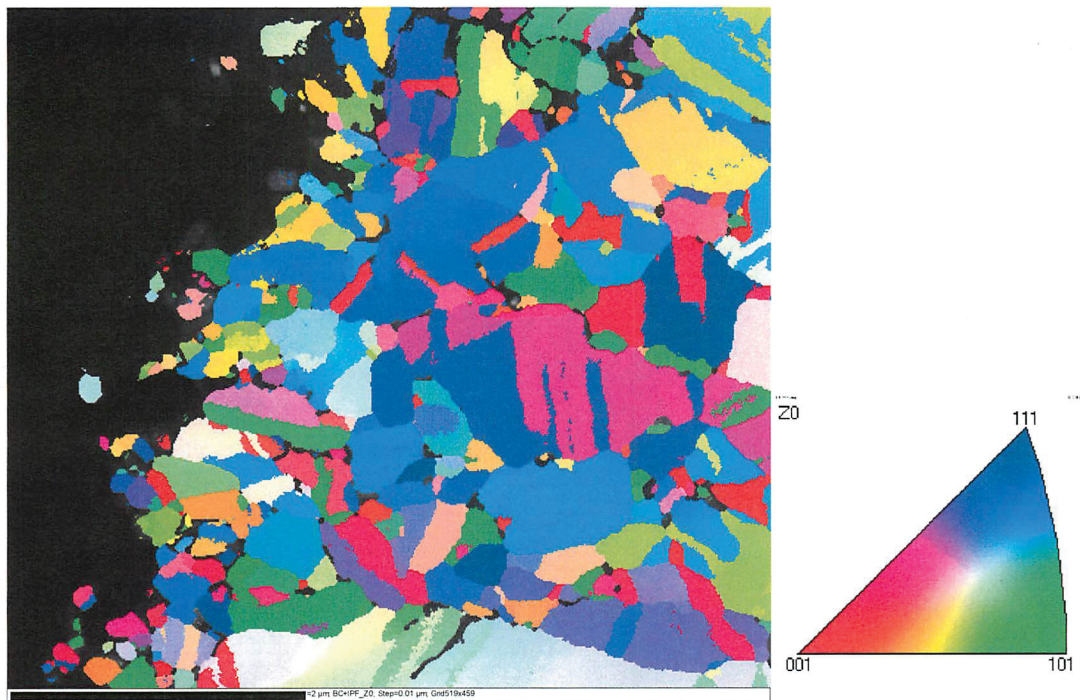 Z0
111
001
101
=2 µm; BC+IPF_Z0; Step=0.01 µm; Grid519x459